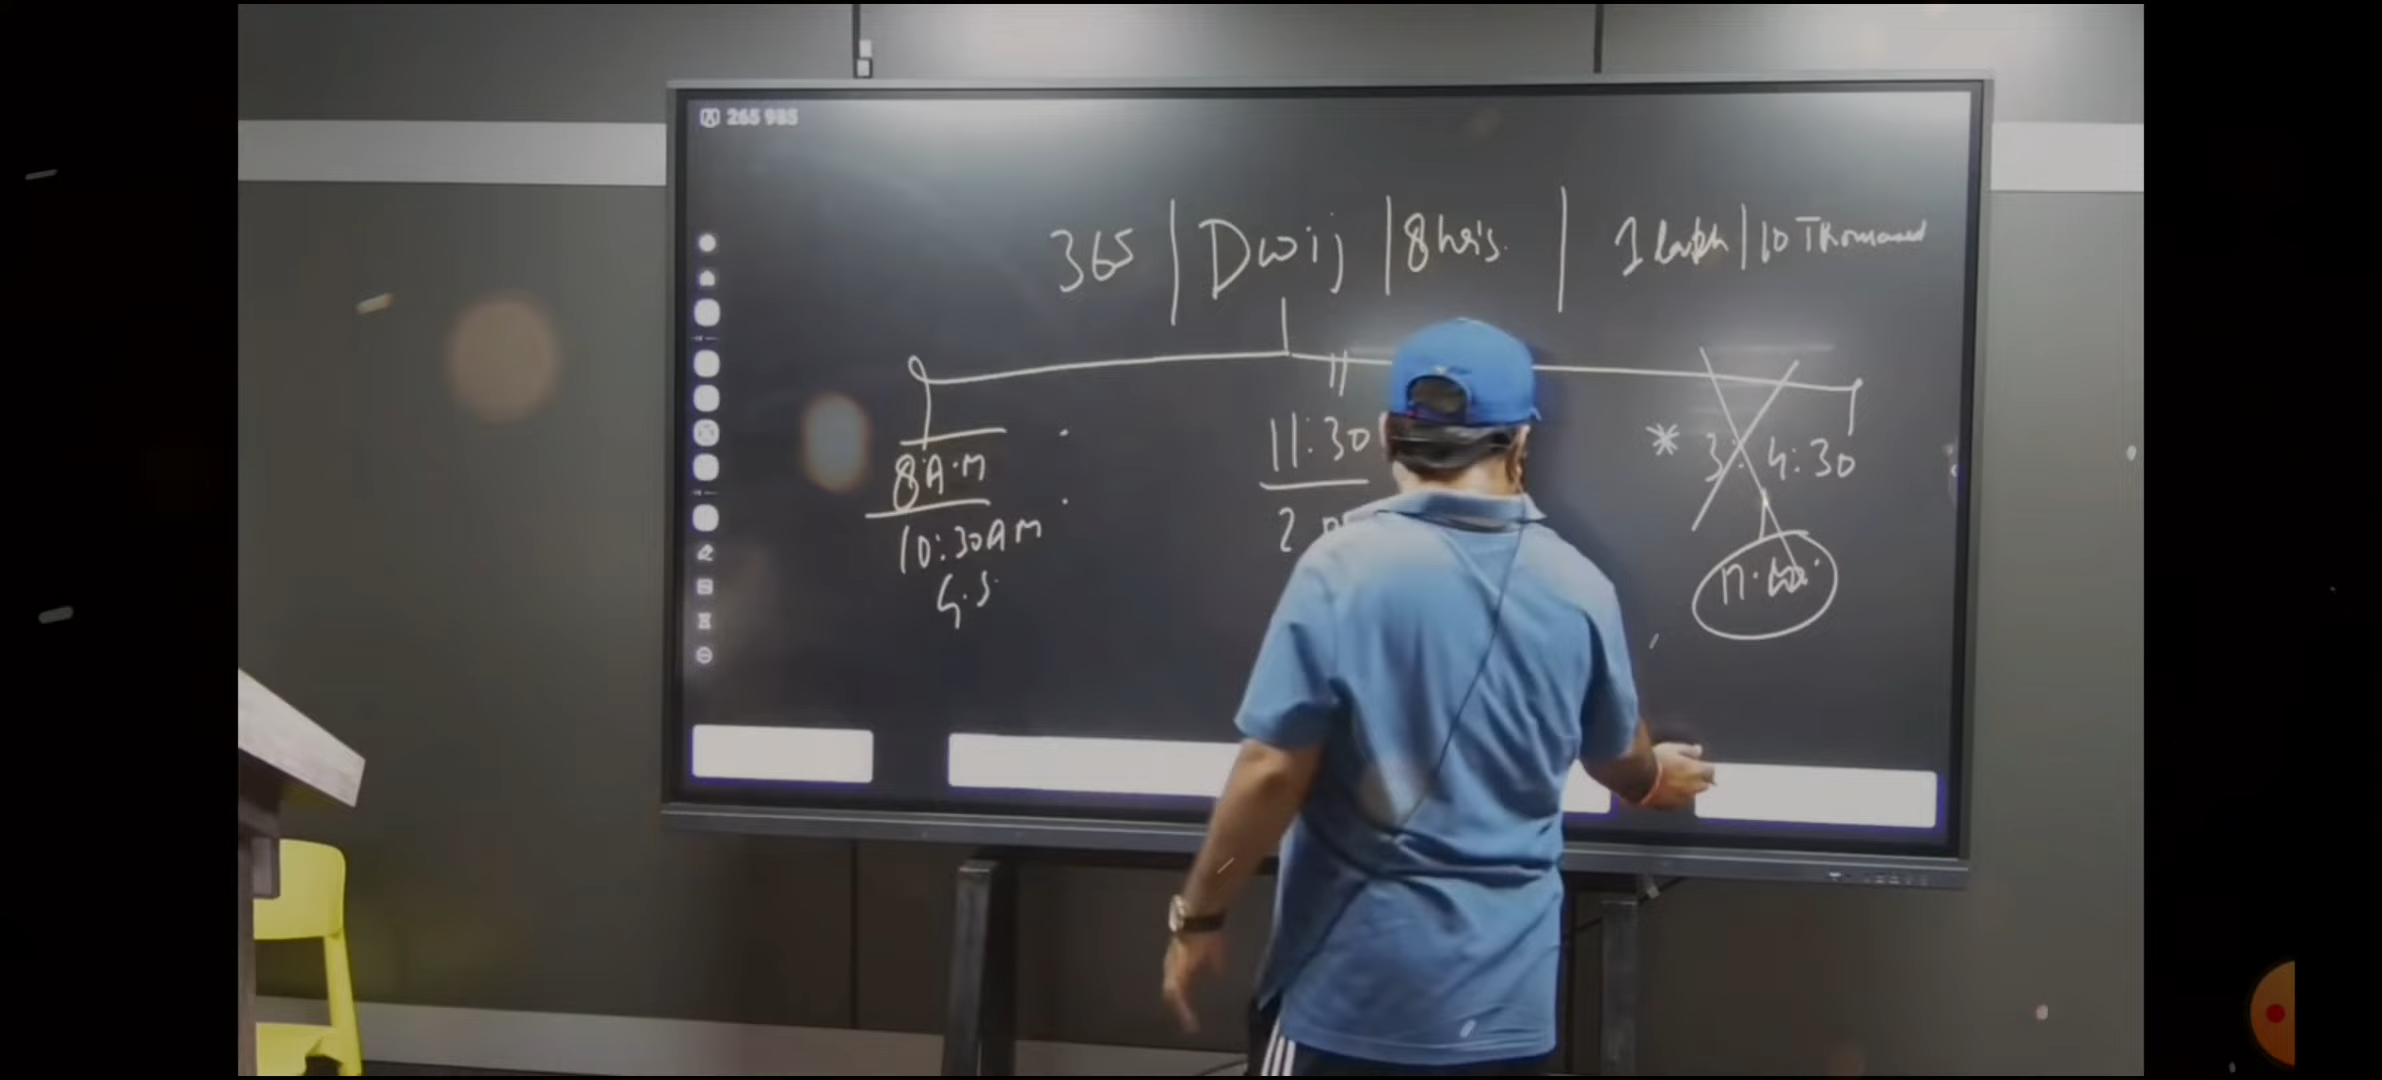 265 985
365 | Dwij | 8 hrs. | 1 lakh | 10 Thousand
8 A.M 11:30 * 3: 4:30
10:30 AM 2
G.S